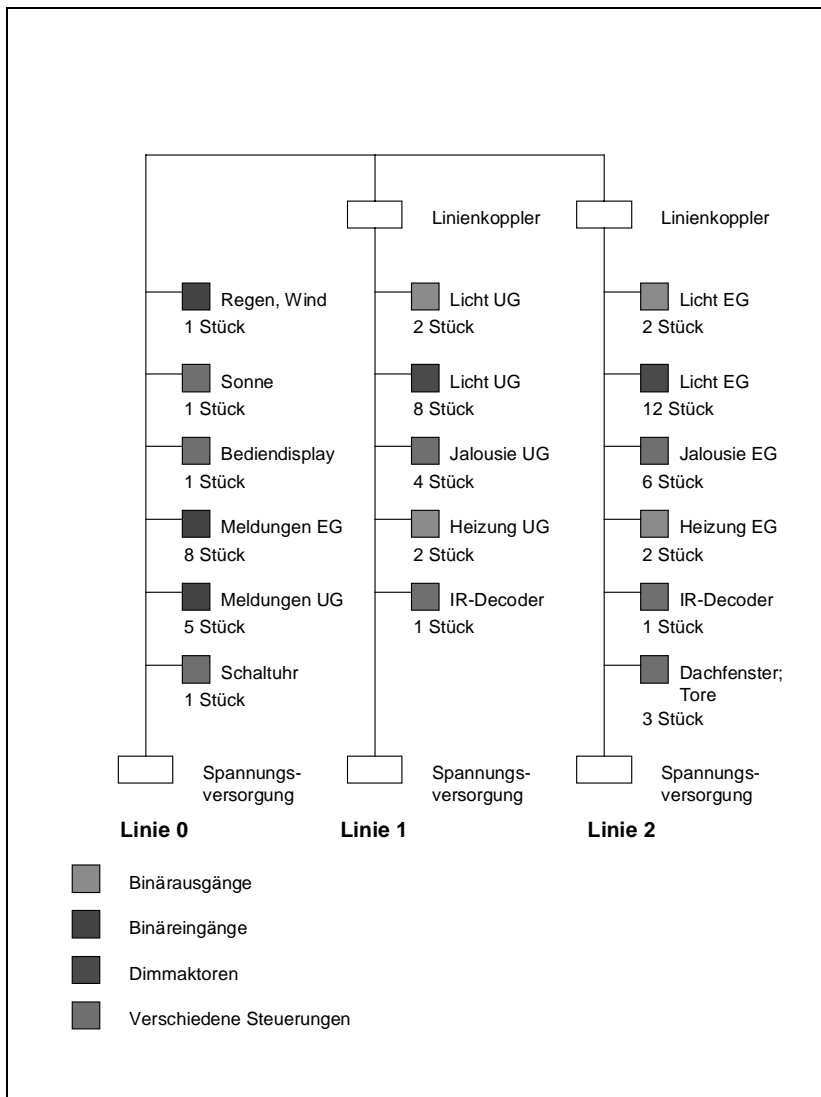 Linienkoppler
Linienkoppler
Regen, Wind
1 Stück
Licht UG
2 Stück
Licht EG
2 Stück
Sonne
1 Stück
Licht UG
8 Stück
Licht EG
12 Stück
Bediendisplay
1 Stück
Jalousie UG
4 Stück
Jalousie EG
6 Stück
Meldungen EG
8 Stück
Heizung UG
2 Stück
Heizung EG
2 Stück
Meldungen UG
5 Stück
IR-Decoder
1 Stück
IR-Decoder
1 Stück
Schaltuhr
1 Stück
Dachfenster;
Tore
3 Stück
Spannungs-
versorgung
Spannungs-
versorgung
Spannungs-
versorgung
Linie 0
Linie 1
Linie 2
Binärausgänge
Binäreingänge
Dimmaktoren
Verschiedene Steuerungen